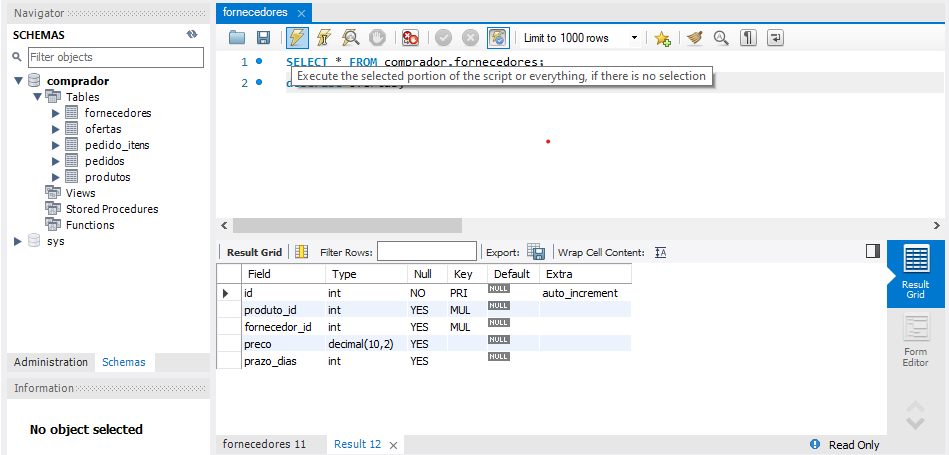 Navigator
SCHEMAS
Filter objects
comprador
Tables
fornecedores
ofertas
pedido_itens
pedidos
produtos
Views
Stored Procedures
Functions
sys
Administration Schemas
Information
No object selected
fornecedores
Limit to 1000 rows
1 SELECT * FROM comprador.fornecedores;
Execute the selected portion of the script or everything, if there is no selection
2
Result Grid Filter Rows: Export: Wrap Cell Content:
Field Type Null Key Default Extra
id int NO PRI NULL auto_increment
produto_id int YES MUL NULL
fornecedor_id int YES MUL NULL
preco decimal(10,2) YES NULL
prazo_dias int YES NULL
Result Grid
Form Editor
fornecedores 11 Result 12 Read Only